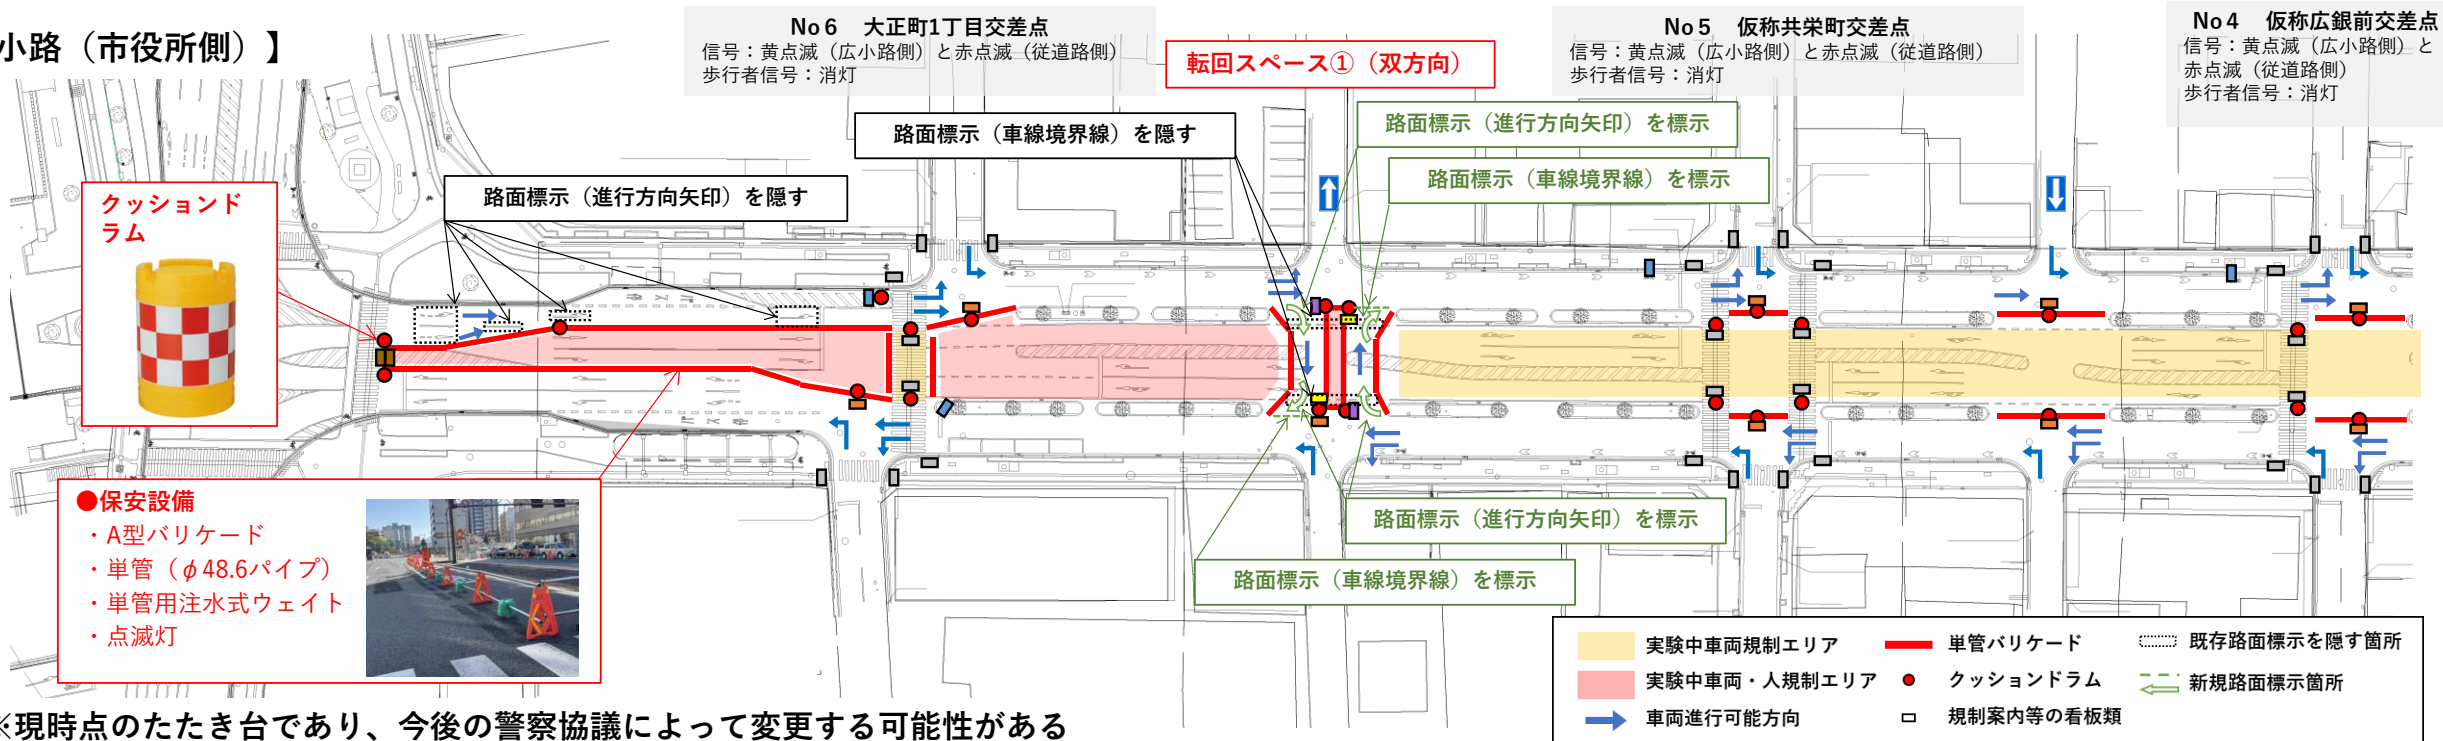 小路（市役所側）】
No６　大正町1丁目交差点
信号：黄点滅（広小路側）と赤点滅（従道路側）
歩行者信号：消灯
転回スペース①（双方向）
No５　仮称共栄町交差点
信号：黄点滅（広小路側）と赤点滅（従道路側）
歩行者信号：消灯
No４　仮称広銀前交差点
信号：黄点滅（広小路側）と
赤点滅（従道路側）
歩行者信号：消灯
路面標示（車線境界線）を隠す
路面標示（進行方向矢印）を標示
路面標示（車線境界線）を標示
路面標示（進行方向矢印）を隠す
クッションド
ラム
●保安設備
・A型バリケード
・単管（φ48.6パイプ）
・単管用注水式ウェイト
・点滅灯
路面標示（進行方向矢印）を標示
路面標示（車線境界線）を標示
実験中車両規制エリア
単管バリケード
既存路面標示を隠す箇所
実験中車両・人規制エリア
クッションドラム
新規路面標示箇所
車両進行可能方向
規制案内等の看板類
※現時点のたたき台であり、今後の警察協議によって変更する可能性がある